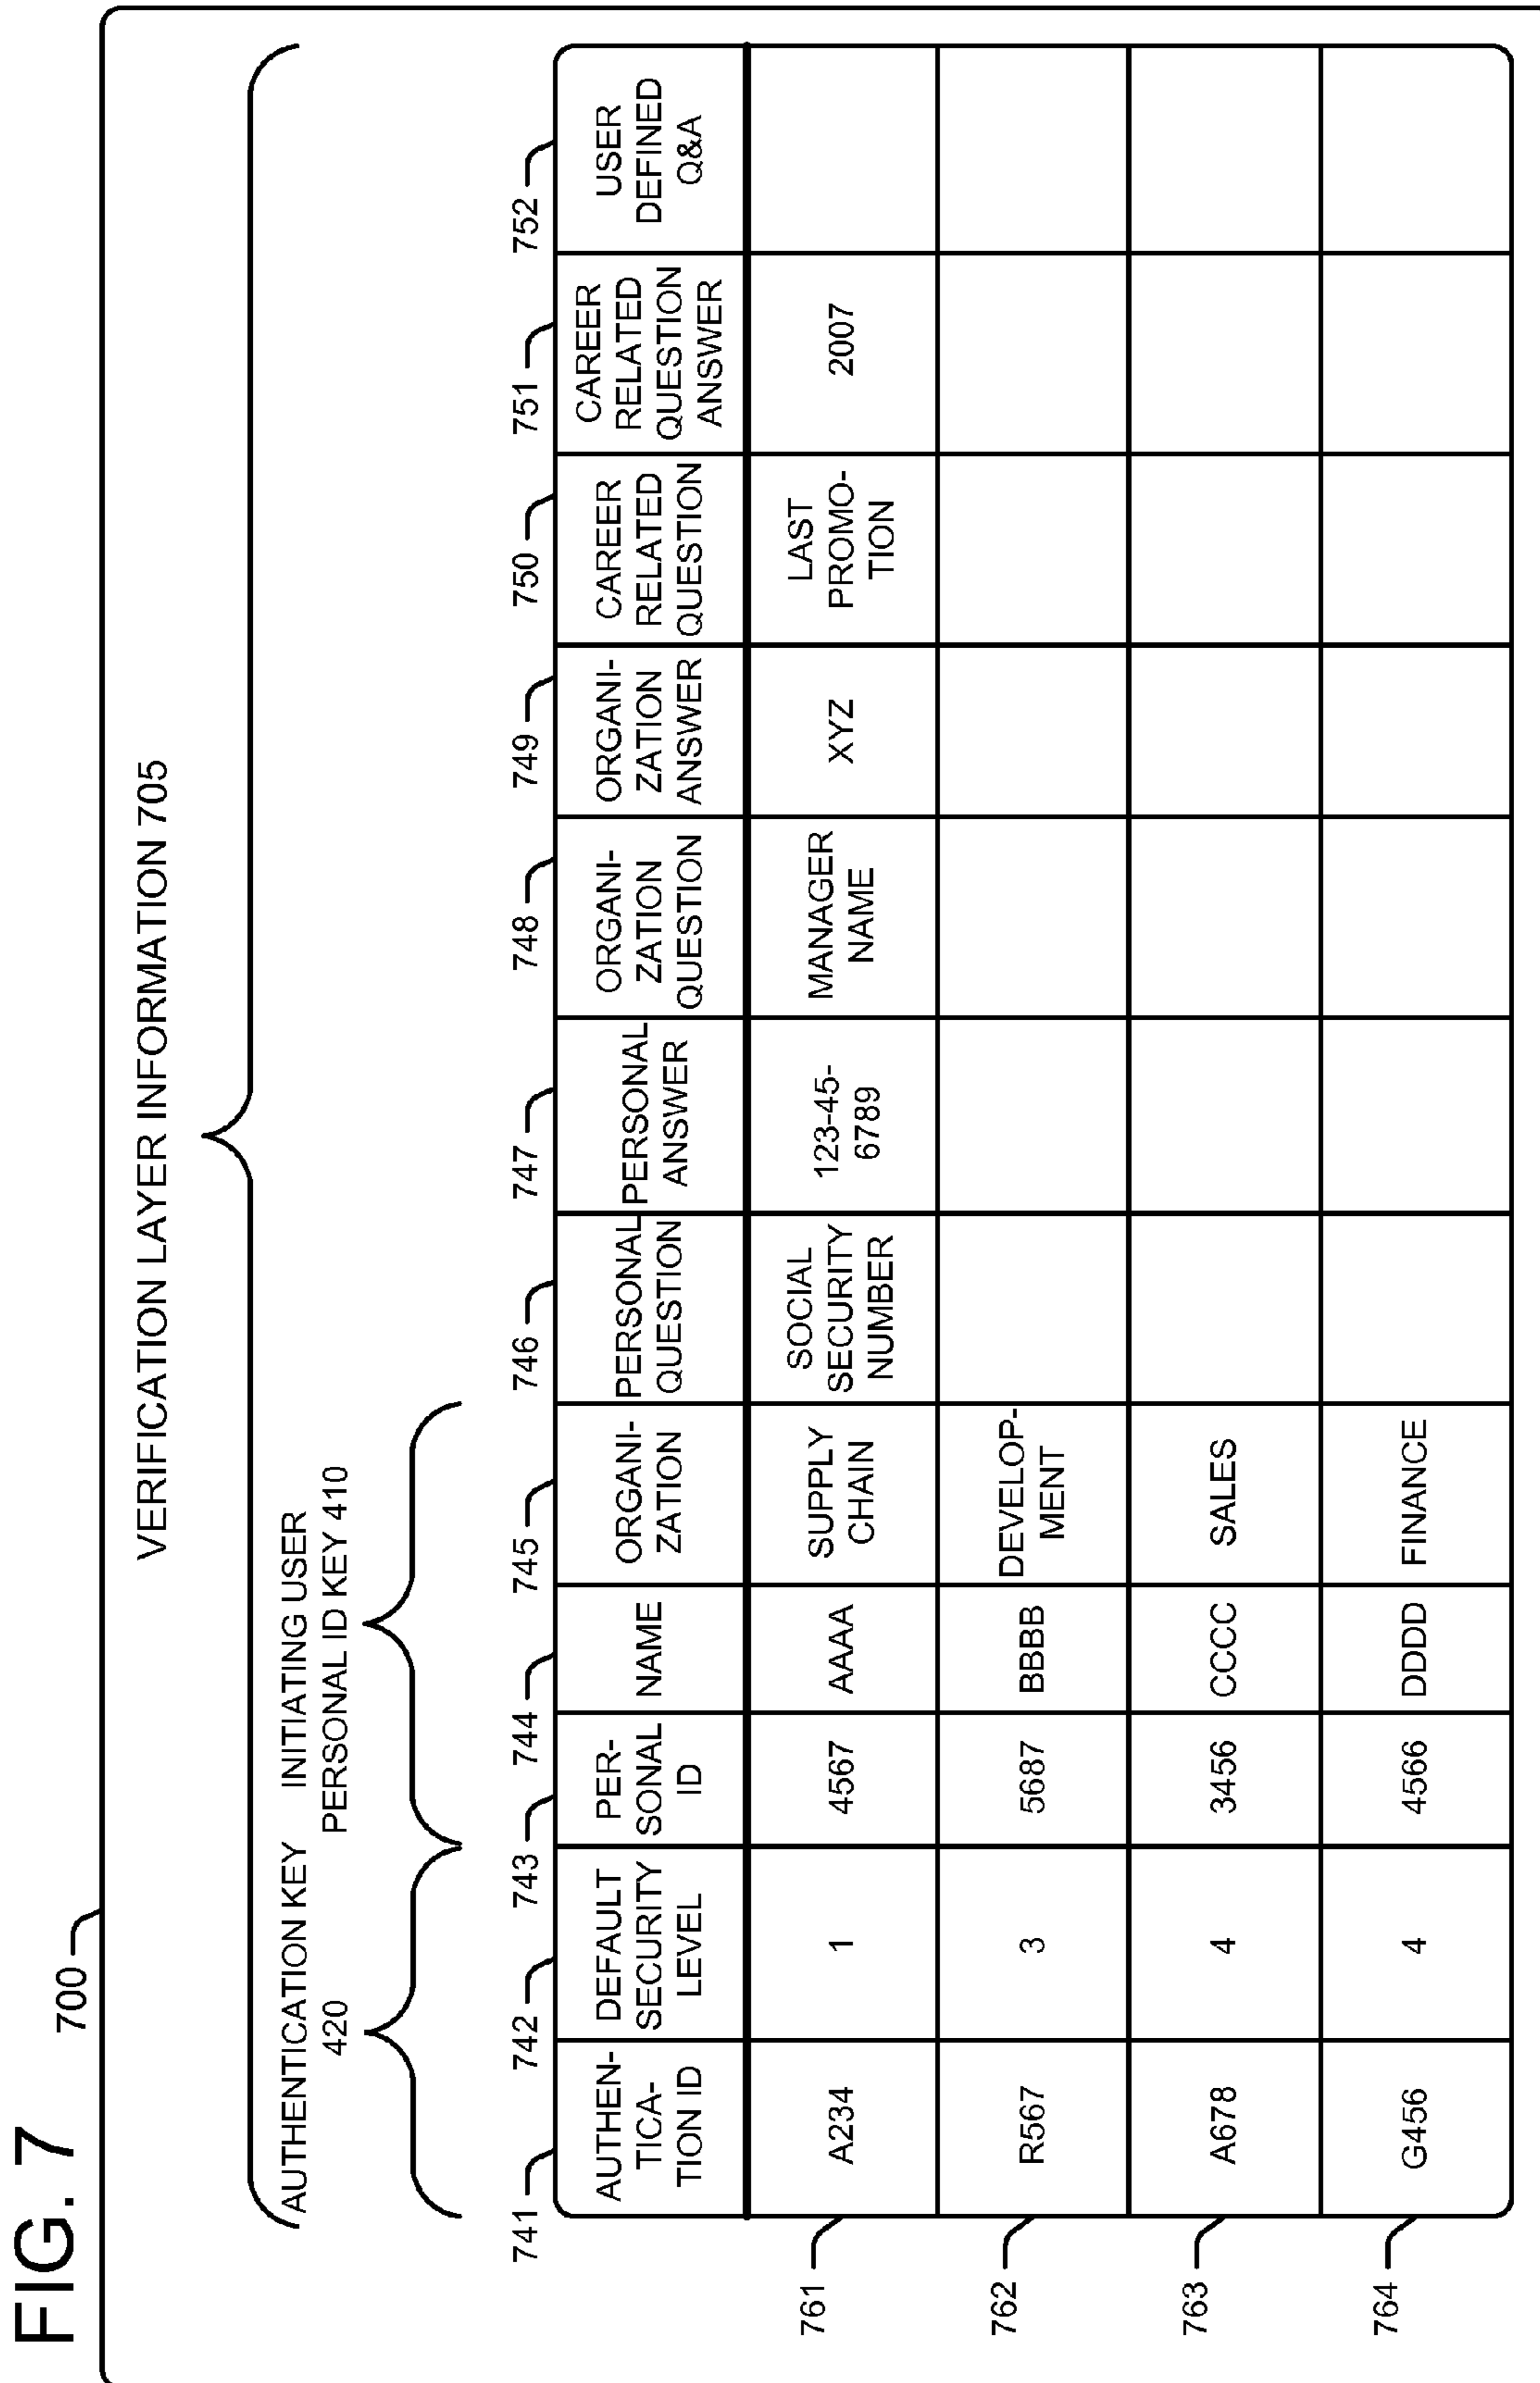 FIG. 7
700
VERIFICATION LAYER INFORMATION 705
AUTHENTICATION KEY
420
INITIATING USER
PERSONAL ID KEY 410
741
742
743
744
745
746
747
748
749
750
751
752
AUTHEN-
TICA-
TION ID
DEFAULT
SECURITY
LEVEL
PER-
SONAL
ID
NAME
ORGANI-
ZATION
PERSONAL
QUESTION
PERSONAL
ANSWER
ORGANI-
ZATION
QUESTION
ORGANI-
ZATION
ANSWER
CAREER
RELATED
QUESTION
CAREER
RELATED
QUESTION
ANSWER
USER
DEFINED
Q&A
761
A234
1
4567
AAAA
SUPPLY
CHAIN
SOCIAL
SECURITY
NUMBER
123-45-
6789
MANAGER
NAME
XYZ
LAST
PROMO-
TION
2007
762
R567
3
5687
BBBB
DEVELOP-
MENT
763
A678
4
3456
CCCC
SALES
764
G456
4
4566
DDDD
FINANCE